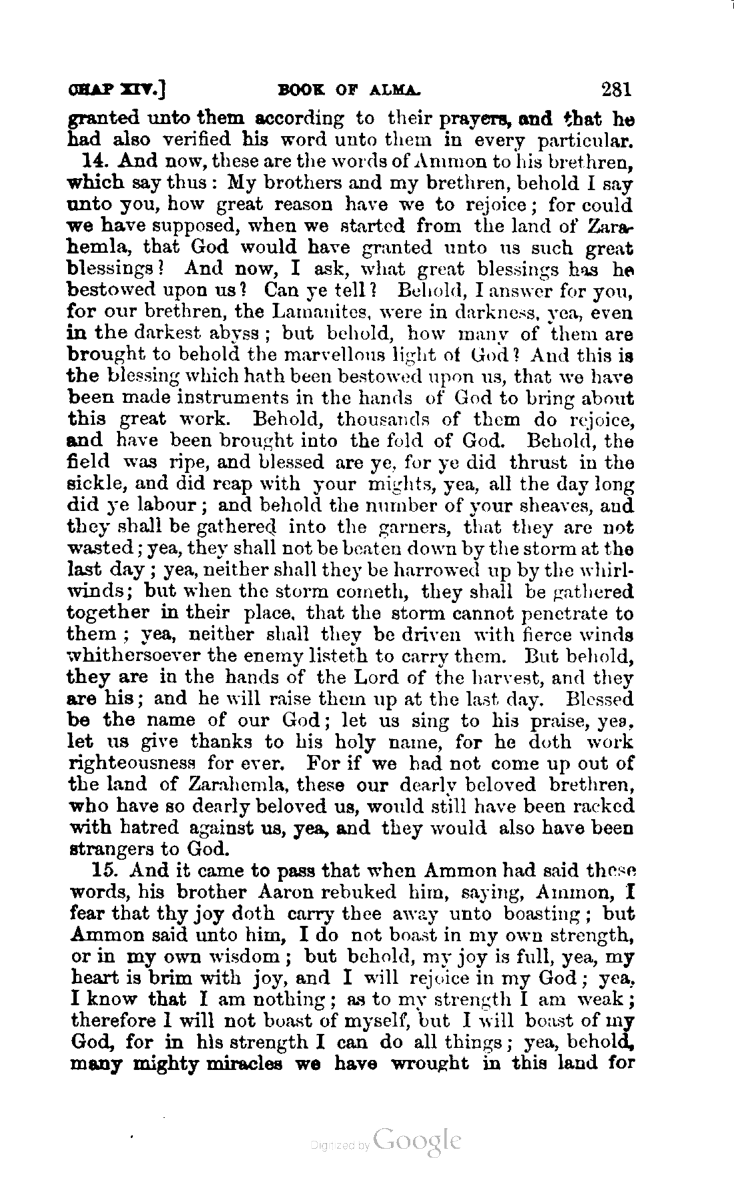 CHAP XIV.] BOOK OF ALMA. 281
granted unto them according to their prayers, and that he
had also verified his word unto them in every particular.
14. And now, these are the words of Ammon to his brethren,
which say thus: My brothers and my brethren, behold I say
unto you, how great reason have we to rejoice; for could
we have supposed, when we started from the land of Zara-
hemla, that God would have granted unto us such great
blessings? And now, I ask, what great blessings has he
bestowed upon us? Can ye tell? Behold, I answer for you,
for our brethren, the Lamanites, were in darkness, yea, even
in the darkest abyss; but behold, how many of them are
brought to behold the marvellous light of God? And this is
the blessing which hath been bestowed upon us, that we have
been made instruments in the hands of God to bring about
this great work. Behold, thousands of them do rejoice,
and have been brought into the fold of God. Behold, the
field was ripe, and blessed are ye, for ye did thrust in the
sickle, and did reap with your mights, yea, all the day long
did ye labour; and behold the number of your sheaves, and
they shall be gathered into the garners, that they are not
wasted; yea, they shall not be beaten down by the storm at the
last day; yea, neither shall they be harrowed up by the whirl-
winds; but when the storm cometh, they shall be gathered
together in their place, that the storm cannot penetrate to
them; yea, neither shall they be driven with fierce winds
whithersoever the enemy listeth to carry them. But behold,
they are in the hands of the Lord of the harvest, and they
are his; and he will raise them up at the last day. Blessed
be the name of our God; let us sing to his praise, yea,
let us give thanks to his holy name, for he doth work
righteousness for ever. For if we had not come up out of
the land of Zarahemla, these our dearly beloved brethren,
who have so dearly beloved us, would still have been racked
with hatred against us, yea, and they would also have been
strangers to God.
15. And it came to pass that when Ammon had said these
words, his brother Aaron rebuked him, saying, Ammon, I
fear that thy joy doth carry thee away unto boasting; but
Ammon said unto him, I do not boast in my own strength,
or in my own wisdom; but behold, my joy is full, yea, my
heart is brim with joy, and I will rejoice in my God; yea,
I know that I am nothing; as to my strength I am weak;
therefore I will not boast of myself, but I will boast of my
God, for in his strength I can do all things; yea, behold,
many mighty miracles we have wrought in this land for
Digitized by Google